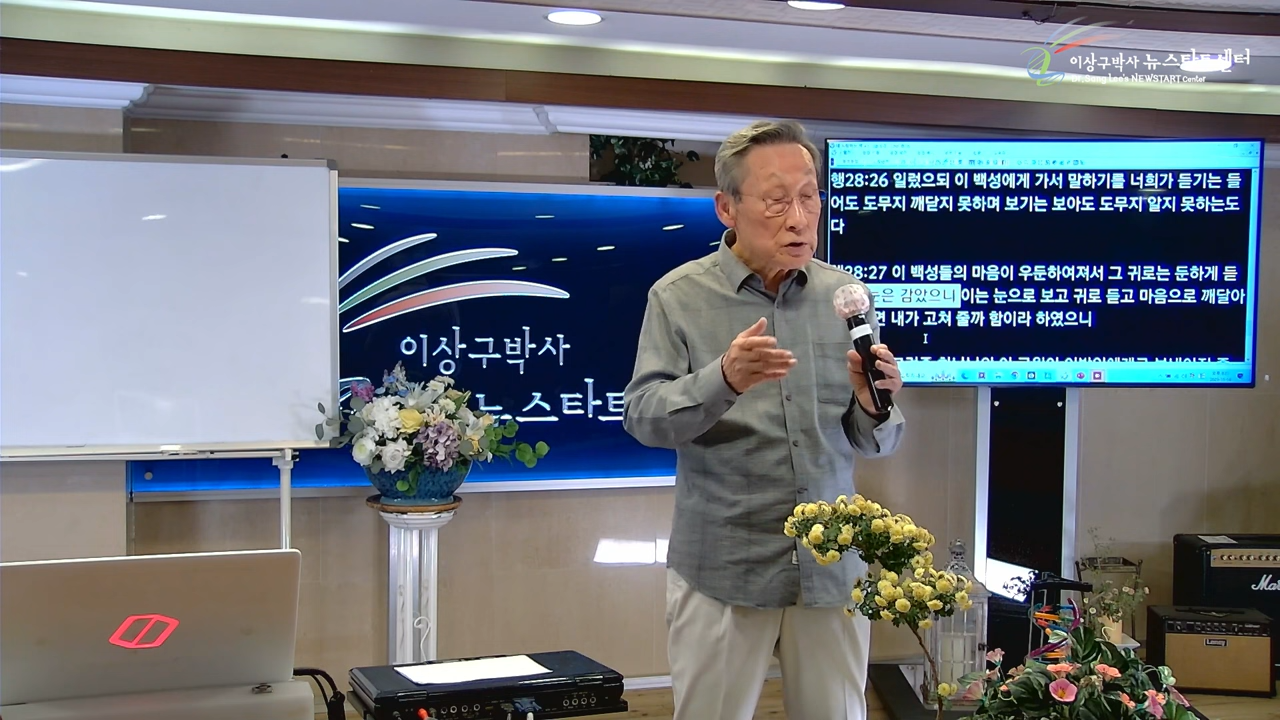 이상구박사 뉴스타트 센터
Dr. Sang Lee's NEWSTART Center
행28:26 일렀으되 이 백성에게 가서 말하기를 너희가 듣기는 들
어도 도무지 깨닫지 못하며 보기는 보아도 도무지 알지 못하는도
다
28:27 이 백성들의 마음이 우둔하여져서 그 귀로는 둔하게 듣
눈은 감았으니 이는 눈으로 보고 귀로 듣고 마음으로 깨달아
내가 고쳐 줄까 함이라 하였으니
이상구박사
뉴스타트
Laney